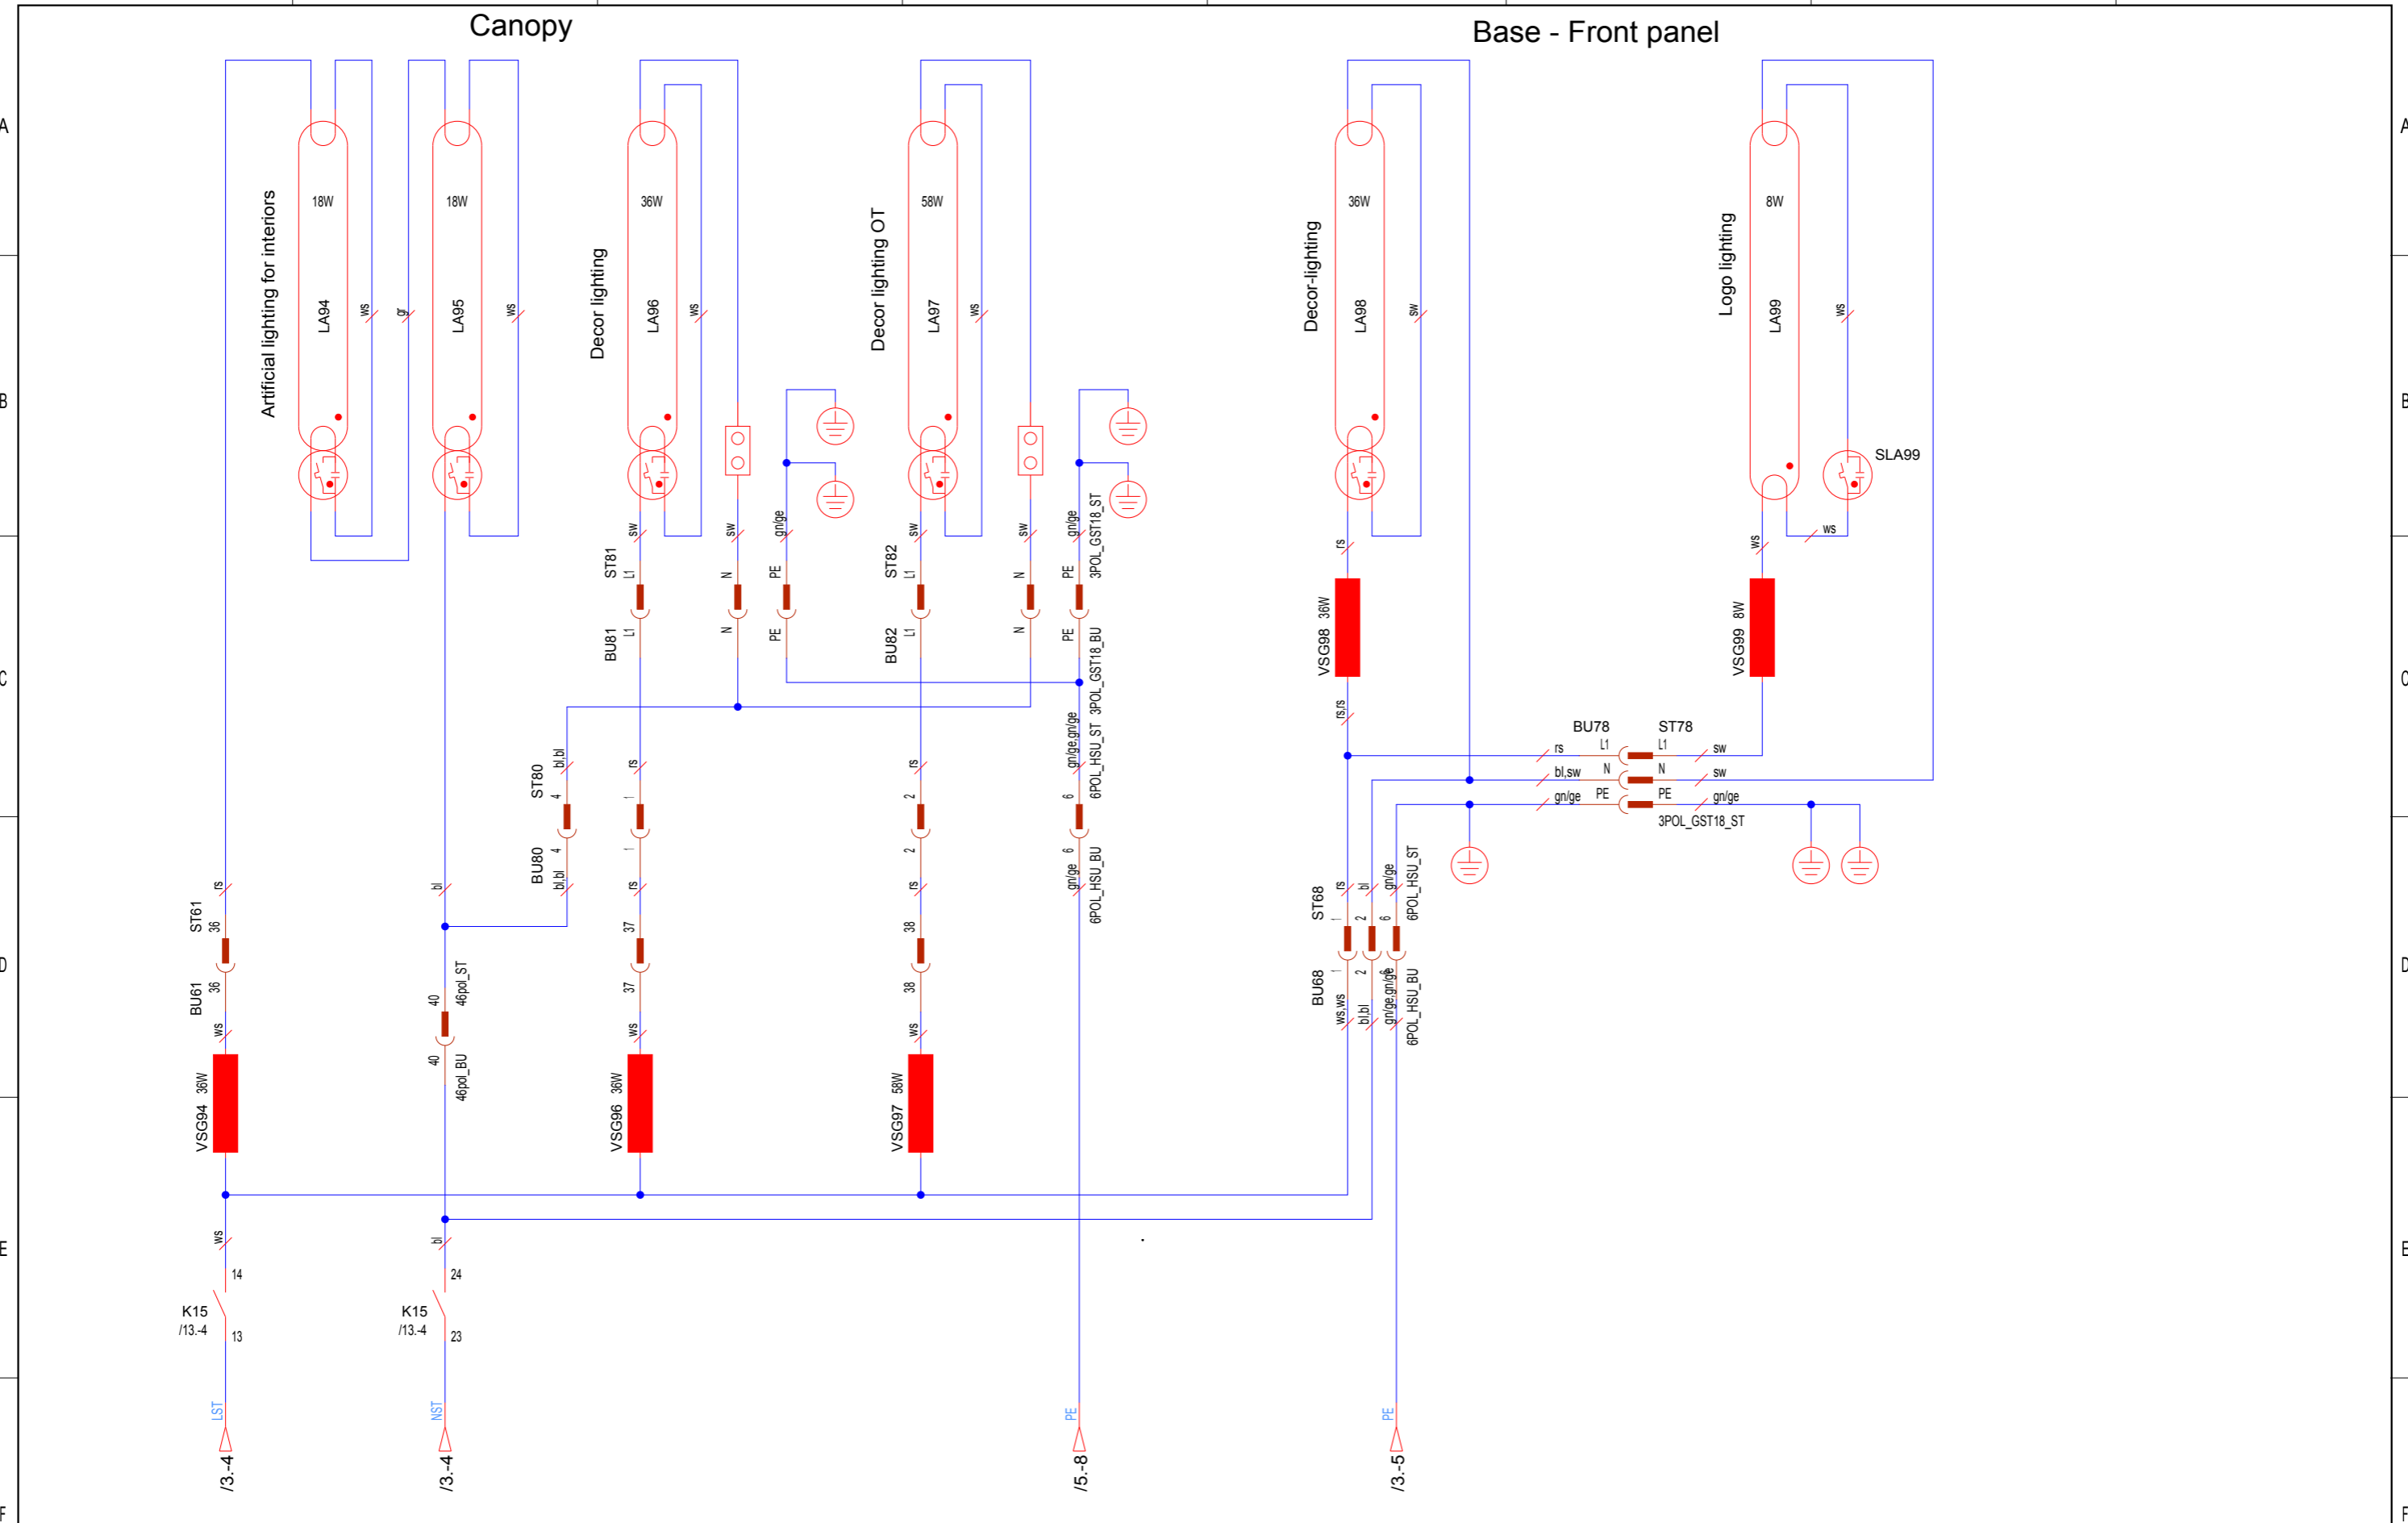 Canopy
Base - Front panel
A
A
Artificial lighting for interiors
18W
LA94
ws
gr
18W
LA95
ws
Decor lighting
36W
LA96
ws
Decor lighting OT
58W
LA97
ws
Decor-lighting
36W
LA98
sw
Logo lighting
8W
LA99
ws
B
B
SLA99
ws
sw
sw
gn/ge
sw
sw
gn/ge
3POL_GST18_ST
rs
ws
ST81
L1
N
PE
ST82
L1
N
PE
BU81
L1
N
PE
BU82
L1
N
PE
3POL_GST18_BU
VSG98 36W
VSG99 8W
C
C
rs,rs
BU78
ST78
rs
L1
L1
sw
bl,sw
N
N
sw
gn/ge
PE
PE
gn/ge
3POL_GST18_ST
ST80
bl,bl
4
rs
1
rs
2
gn/ge,gn/ge
6
6POL_HSU_ST
BU80
4
bl,bl
1
rs
2
rs
6
gn/ge
6POL_HSU_BU
rs
bl
ST61
36
37
38
ST68
rs
1
bl
2
gn/ge
6
6POL_HSU_ST
D
D
BU61
36
ws
40
46pol_ST
37
ws
38
ws
BU68
1
ws,ws
2
bl,bl
6
gn/ge,gn/ge
6POL_HSU_BU
40
46pol_BU
VSG94 36W
VSG96 36W
VSG97 58W
E
E
ws
bl
14
24
K15
/13.-4
13
K15
/13.-4
23
LST
NST
PE
PE
/3.-4
/3.-4
/5.-8
/3.-5
F
F